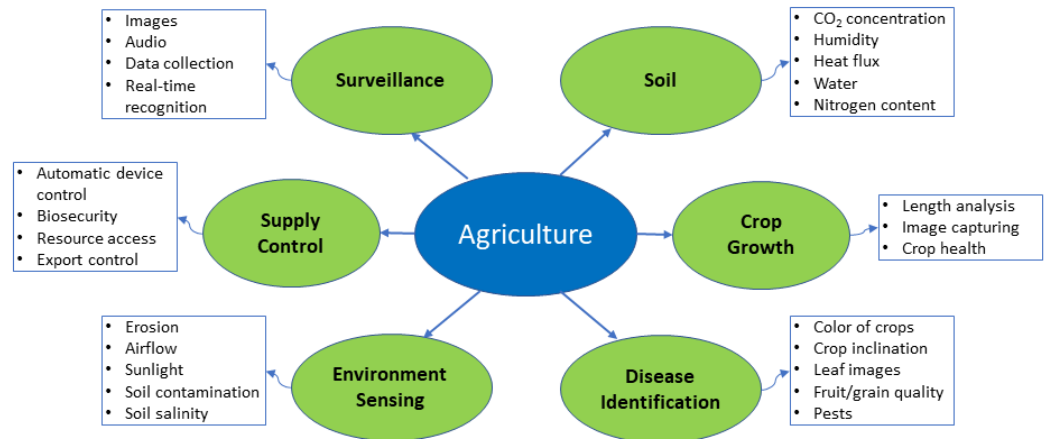 • Images
• Audio
• Data collection
• Real-time
recognition
Surveillance
Soil
• CO₂ concentration
• Humidity
• Heat flux
• Water
• Nitrogen content
• Automatic device
control
• Biosecurity
• Resource access
• Export control
Supply
Control
Agriculture
Crop
Growth
• Length analysis
• Image capturing
• Crop health
• Erosion
• Airflow
• Sunlight
• Soil contamination
• Soil salinity
Environment
Sensing
Disease
Identification
• Color of crops
• Crop inclination
• Leaf images
• Fruit/grain quality
• Pests